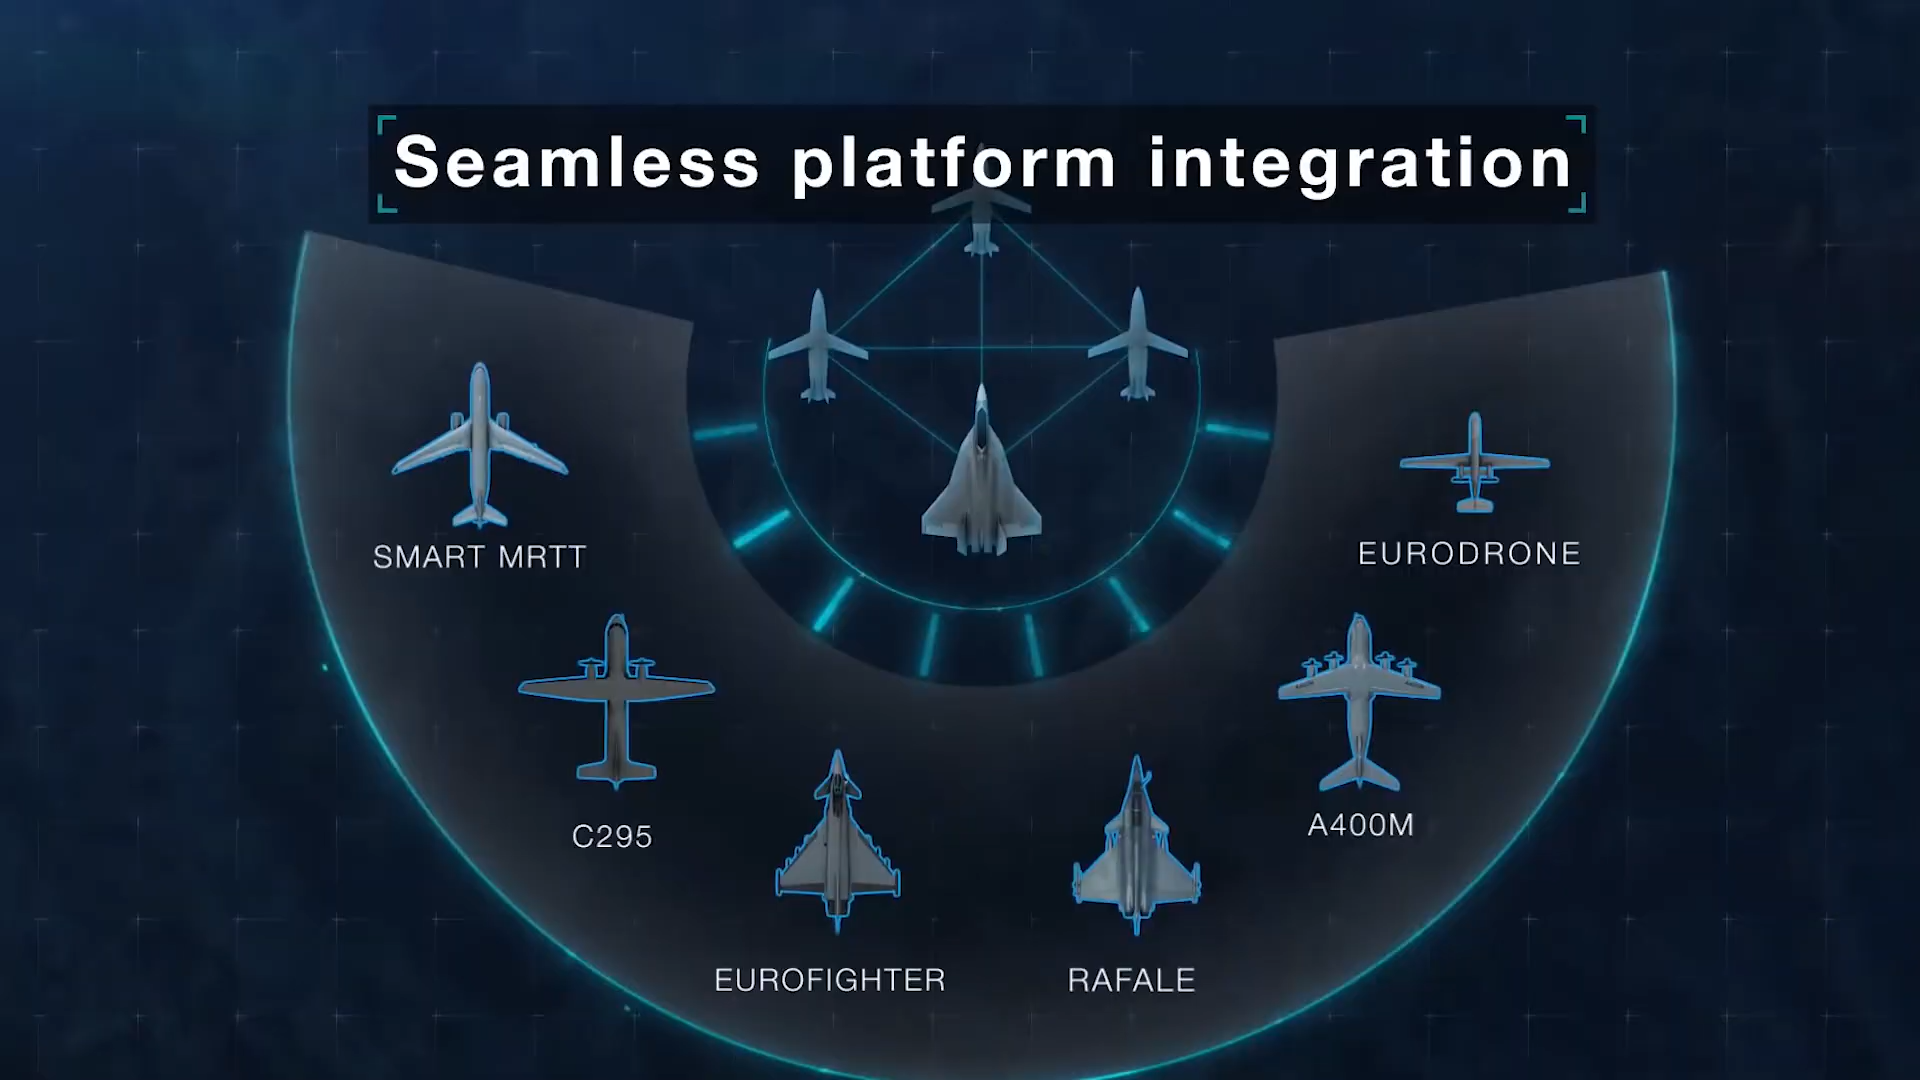 Seamless platform integration
SMART MRTT
EURODRONE
C295
A400M
EUROFIGHTER
RAFALE